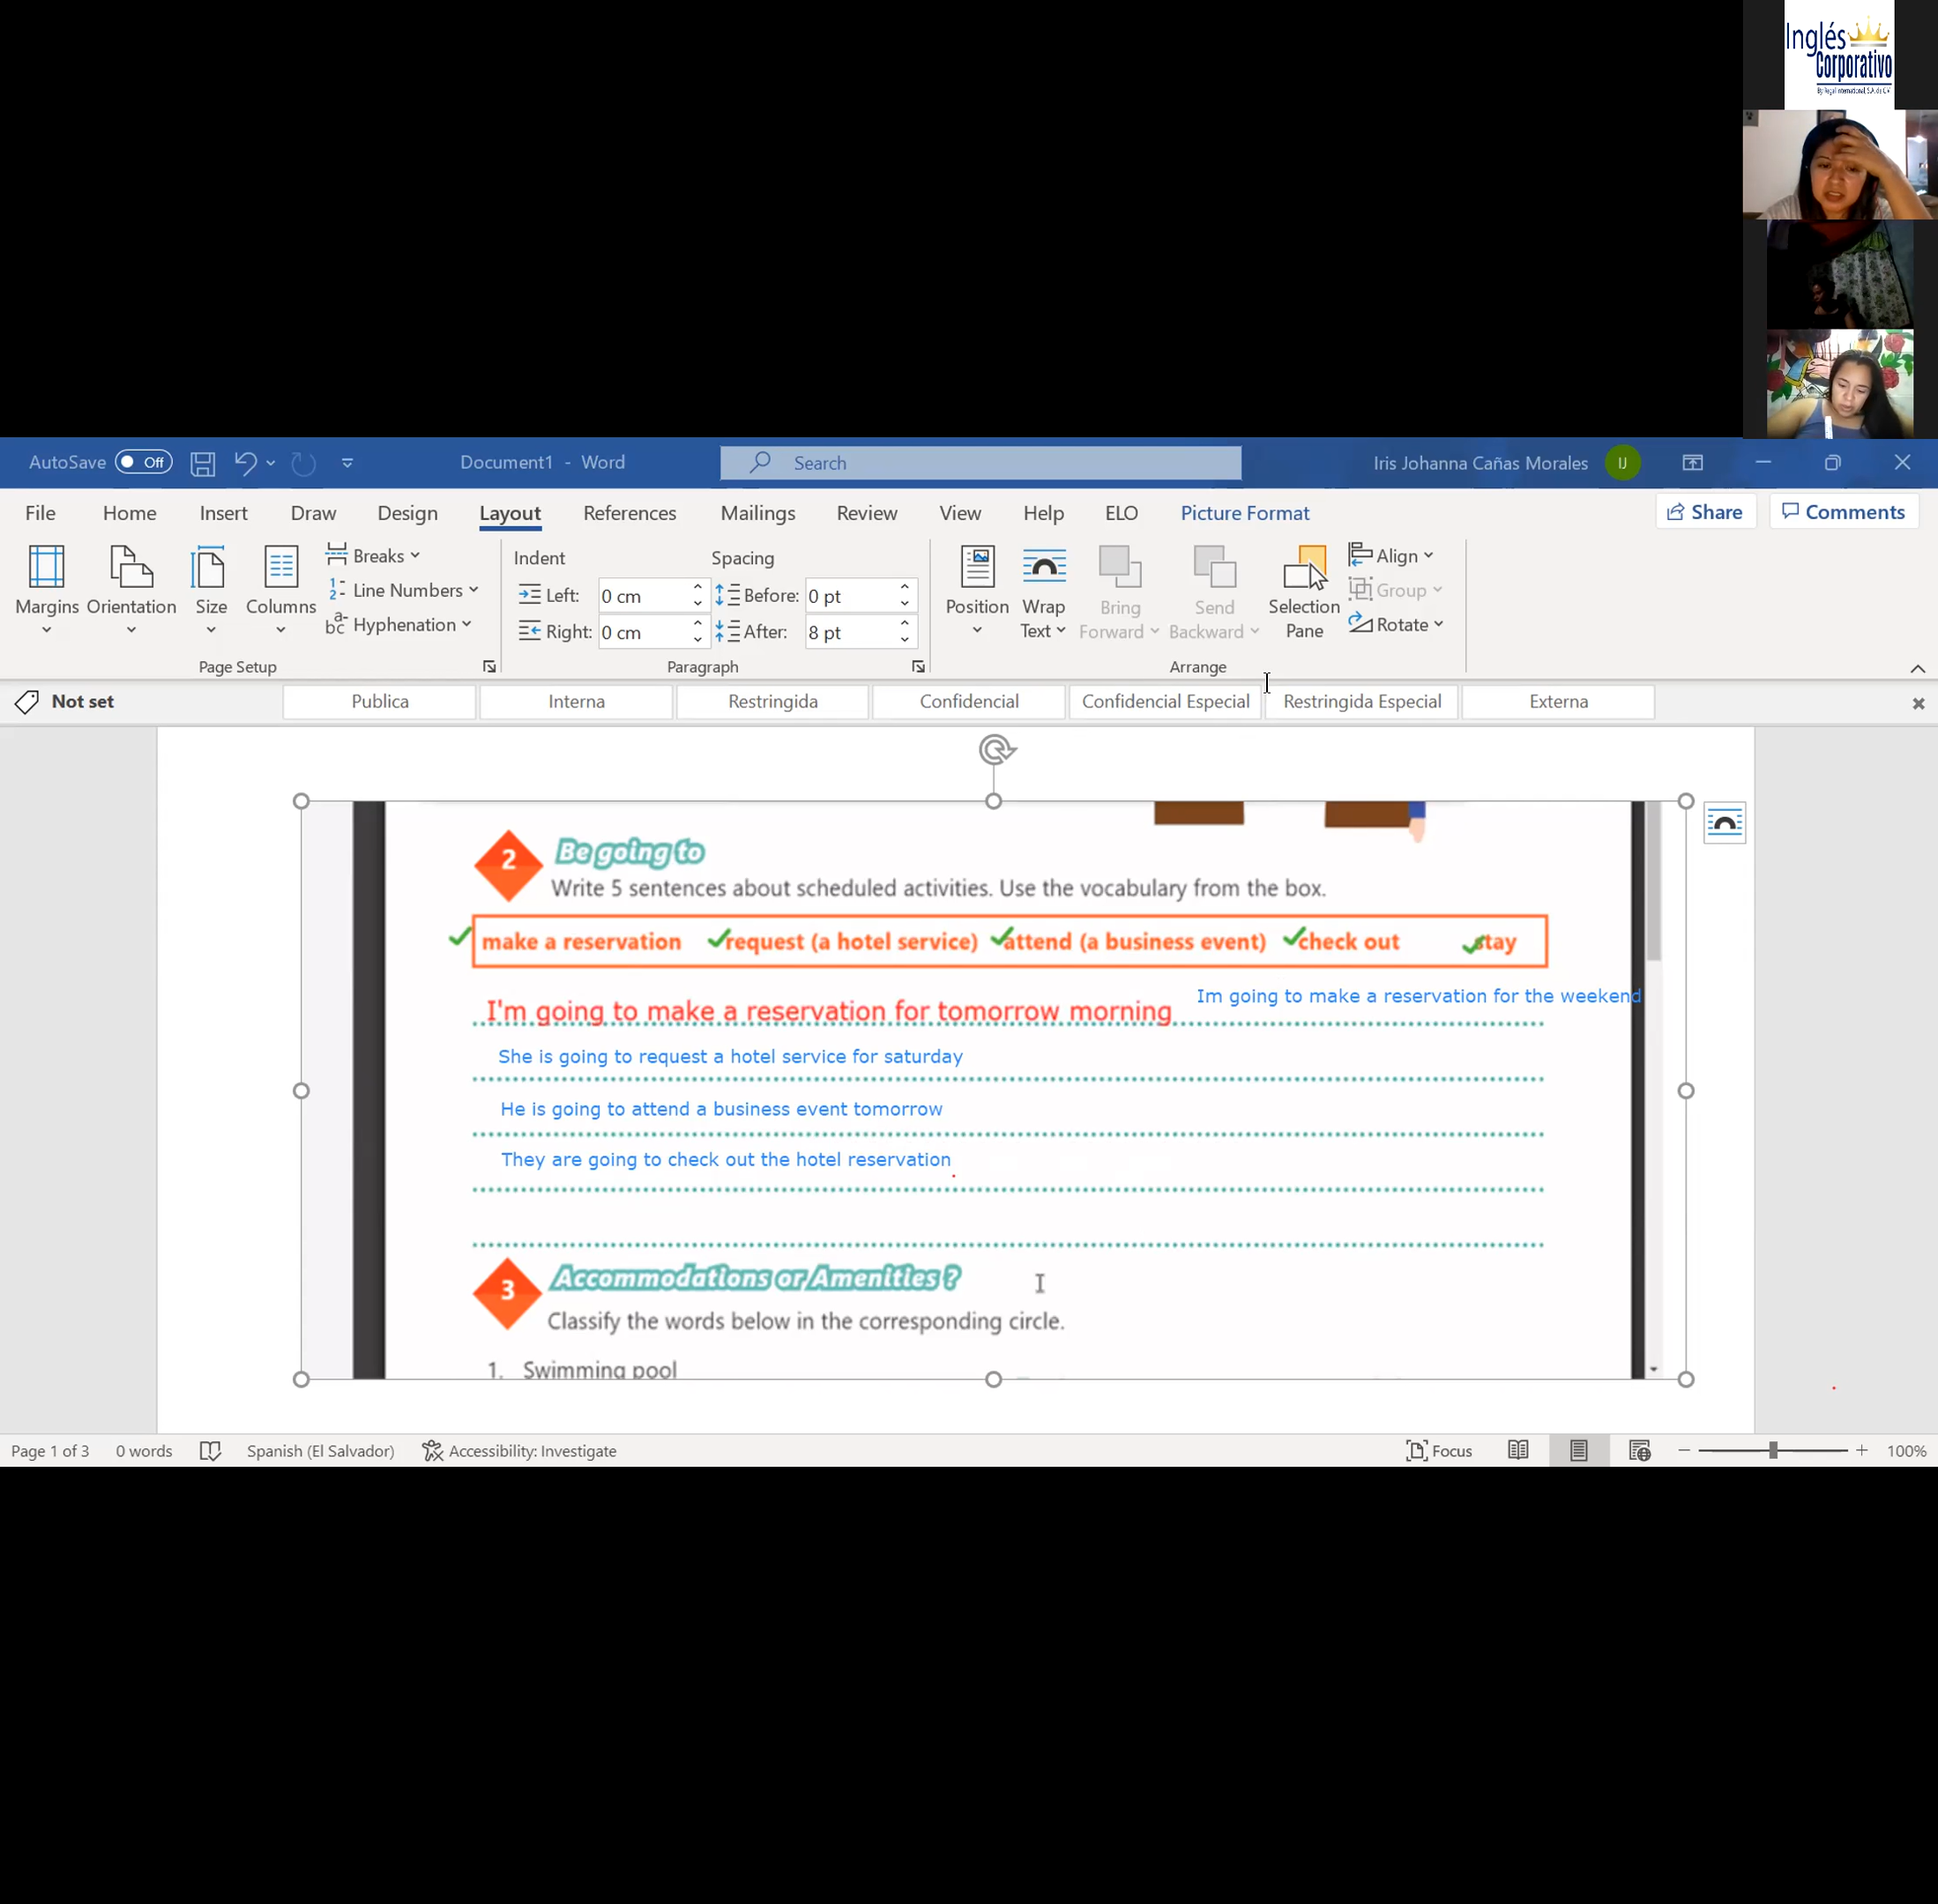 Inglés
Corporativo
By Regal International, S.A. de C.V.
AutoSave Off Document1 - Word Search Iris Johanna Cañas Morales IJ
File Home Insert Draw Design Layout References Mailings Review View Help ELO Picture Format Share Comments
Margins Orientation Size Columns
Breaks
Line Numbers
Hyphenation
Page Setup
Indent Spacing
Left: 0 cm Before: 0 pt
Right: 0 cm After: 8 pt
Paragraph
Position Wrap Text Bring Forward Send Backward Selection Pane
Align
Group
Rotate
Arrange
Not set Publica Interna Restringida Confidencial Confidencial Especial Restringida Especial Externa
2 Be going to
Write 5 sentences about scheduled activities. Use the vocabulary from the box.
make a reservation request (a hotel service) attend (a business event) check out stay
I'm going to make a reservation for tomorrow morning Im going to make a reservation for the weekend
She is going to request a hotel service for saturday
He is going to attend a business event tomorrow
They are going to check out the hotel reservation
3 Accommodations or Amenities ?
Classify the words below in the corresponding circle.
1. Swimming pool
Page 1 of 3 0 words Spanish (El Salvador) Accessibility: Investigate Focus 100%